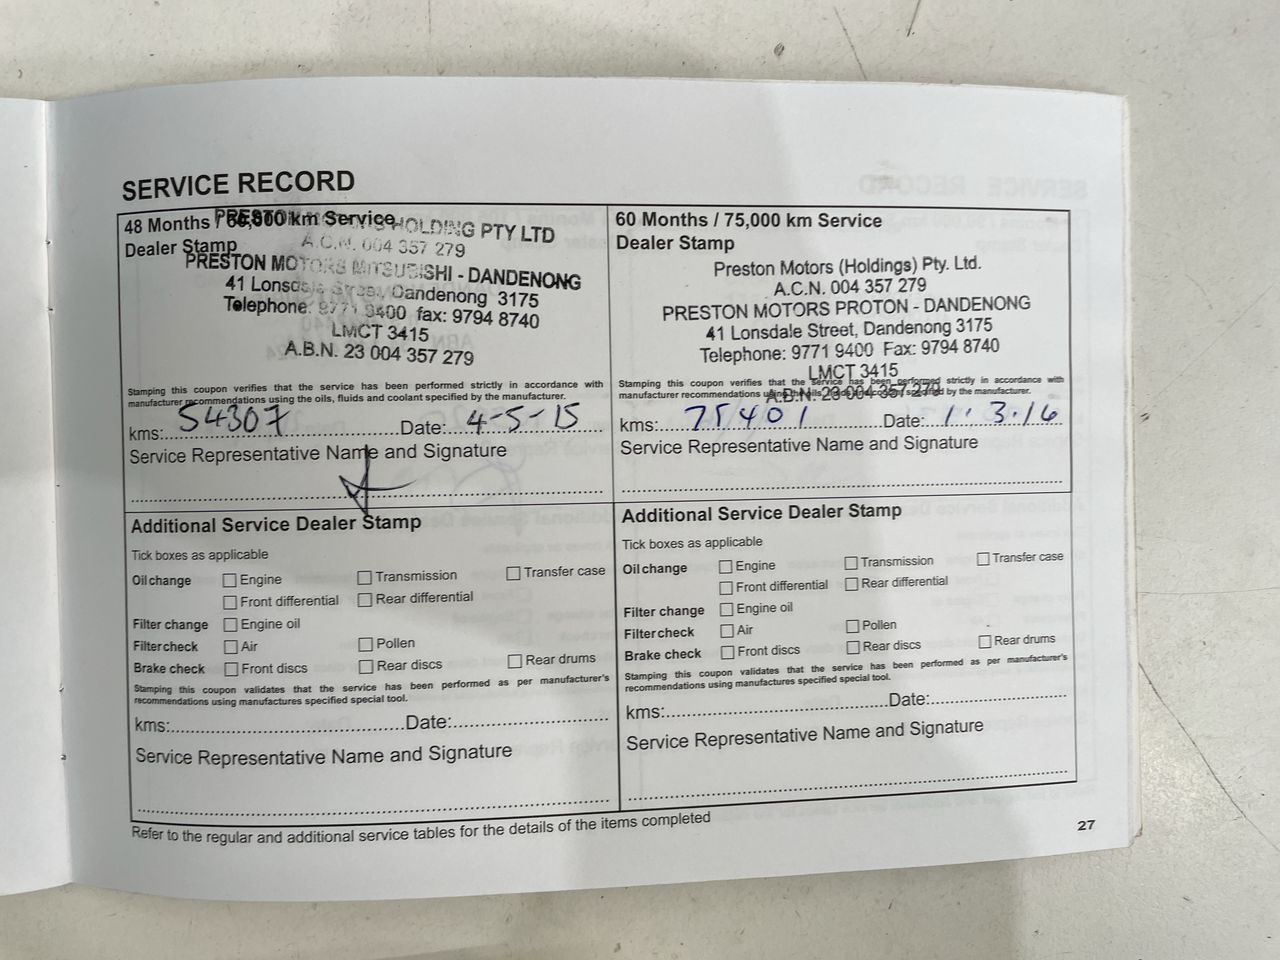 SERVICE RECORD
48 Months / 60,000 km Service
Dealer Stamp
PRESTON MOTORS HOLDING PTY LTD
A.C.N. 004 357 279
PRESTON MOTORS MITSUBISHI - DANDENONG
41 Lonsdale Street, Dandenong 3175
Telephone: 9771 9400 fax: 9794 8740
LMCT 3415
A.B.N. 23 004 357 279
Stamping this coupon verifies that the service has been performed strictly in accordance with
manufacturer recommendations using the oils, fluids and coolant specified by the manufacturer.
kms: 54307 Date: 4-5-15
Service Representative Name and Signature
60 Months / 75,000 km Service
Dealer Stamp
Preston Motors (Holdings) Pty. Ltd.
A.C.N. 004 357 279
PRESTON MOTORS PROTON - DANDENONG
41 Lonsdale Street, Dandenong 3175
Telephone: 9771 9400 Fax: 9794 8740
LMCT 3415
A.B.N. 23 004 357 279
Stamping this coupon verifies that the service has been performed strictly in accordance with
manufacturer recommendations using the oils, fluids and coolant specified by the manufacturer.
kms: 75401 Date: 1.3.16
Service Representative Name and Signature
Additional Service Dealer Stamp
Tick boxes as applicable
Oil change Engine Transmission Transfer case
Front differential Rear differential
Filter change Engine oil
Filter check Air Pollen
Brake check Front discs Rear discs Rear drums
Stamping this coupon validates that the service has been performed as per manufacturer's
recommendations using manufactures specified special tool.
kms: Date:
Service Representative Name and Signature
Additional Service Dealer Stamp
Tick boxes as applicable
Oil change Engine Transmission Transfer case
Front differential Rear differential
Filter change Engine oil
Filter check Air Pollen
Brake check Front discs Rear discs Rear drums
Stamping this coupon validates that the service has been performed as per manufacturer's
recommendations using manufactures specified special tool.
kms: Date:
Service Representative Name and Signature
Refer to the regular and additional service tables for the details of the items completed
27